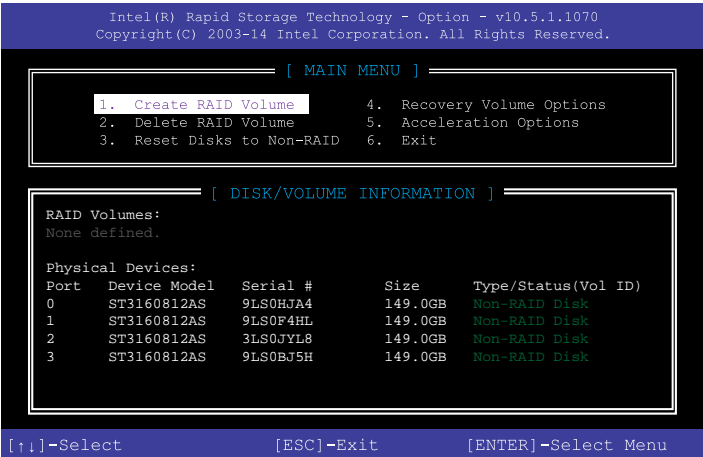 Intel(R) Rapid Storage Technology - Option - v10.5.1.1070
Copyright(C) 2003-14 Intel Corporation. All Rights Reserved.
[ MAIN MENU ]
1. Create RAID Volume 4. Recovery Volume Options
2. Delete RAID Volume 5. Acceleration Options
3. Reset Disks to Non-RAID 6. Exit
[ DISK/VOLUME INFORMATION ]
RAID Volumes:
None defined.
Physical Devices:
Port Device Model Serial # Size Type/Status(Vol ID)
0 ST3160812AS 9LS0HJA4 149.0GB Non-RAID Disk
1 ST3160812AS 9LS0F4HL 149.0GB Non-RAID Disk
2 ST3160812AS 3LS0JYL8 149.0GB Non-RAID Disk
3 ST3160812AS 9LS0BJ5H 149.0GB Non-RAID Disk
[↑↓]-Select [ESC]-Exit [ENTER]-Select Menu